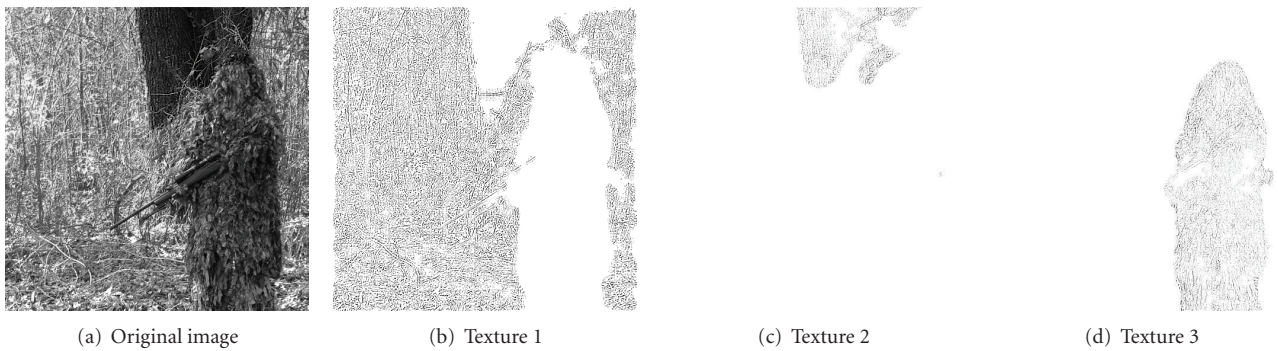 (a) Original image
(b) Texture 1
(c) Texture 2
(d) Texture 3